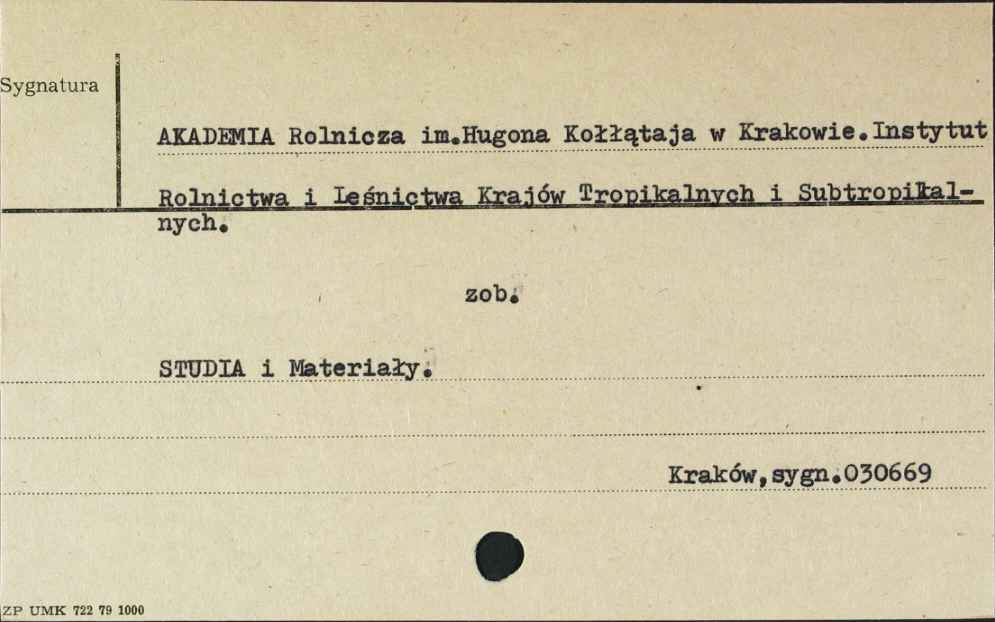 Sygnatura
AKADEMIA Rolnicza im.Hugona Kołłątaja w Krakowie.Instytut
Rolnictwa i Leśnictwa Krajów Tropikalnych i Subtropikal-
nych.
zob.
STUDIA i Materiały.
Kraków,sygn.030669
ZP UMK 722 79 1000